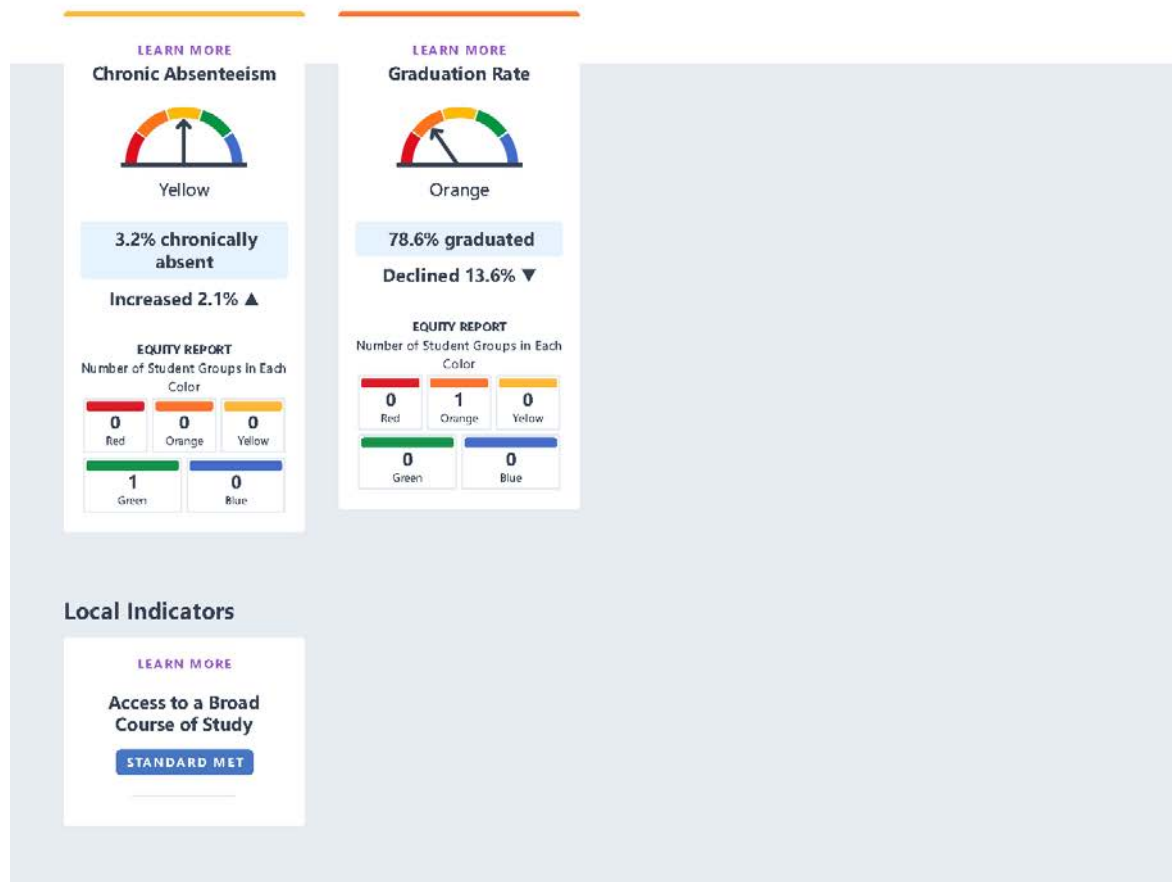 LEARN MORE
Chronic Absenteeism
Yellow
3.2% chronically
absent
Increased 2.1% ▲
EQUITY REPORT
Number of Student Groups in Each
Color
0
Red
0
Orange
0
Yellow
1
Green
0
Blue
LEARN MORE
Graduation Rate
Orange
78.6% graduated
Declined 13.6% ▼
EQUITY REPORT
Number of Student Groups in Each
Color
0
Red
1
Orange
0
Yellow
0
Green
0
Blue
Local Indicators
LEARN MORE
Access to a Broad
Course of Study
STANDARD MET